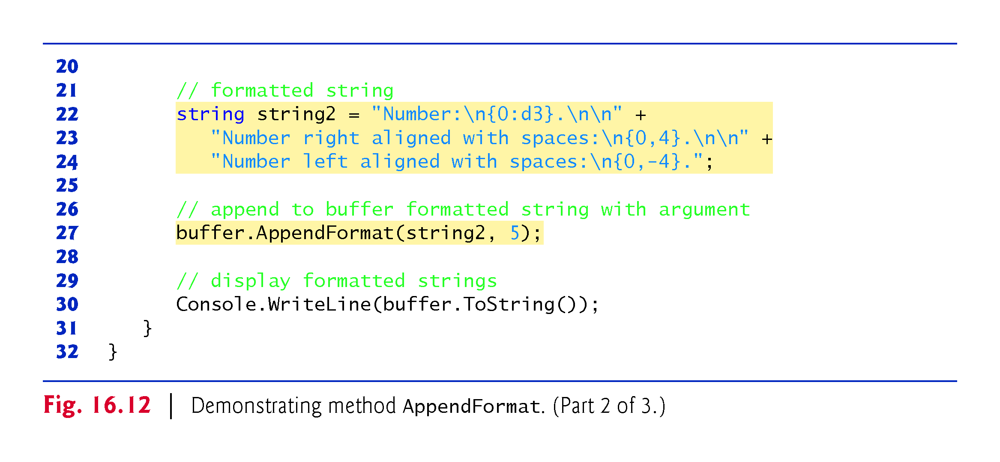 20
21 // formatted string
22 string string2 = "Number:\n{0:d3}.\n\n" +
23 "Number right aligned with spaces:\n{0,4}.\n\n" +
24 "Number left aligned with spaces:\n{0,-4}.";
25
26 // append to buffer formatted string with argument
27 buffer.AppendFormat(string2, 5);
28
29 // display formatted strings
30 Console.WriteLine(buffer.ToString());
31 }
32 }
Fig. 16.12 | Demonstrating method AppendFormat. (Part 2 of 3.)